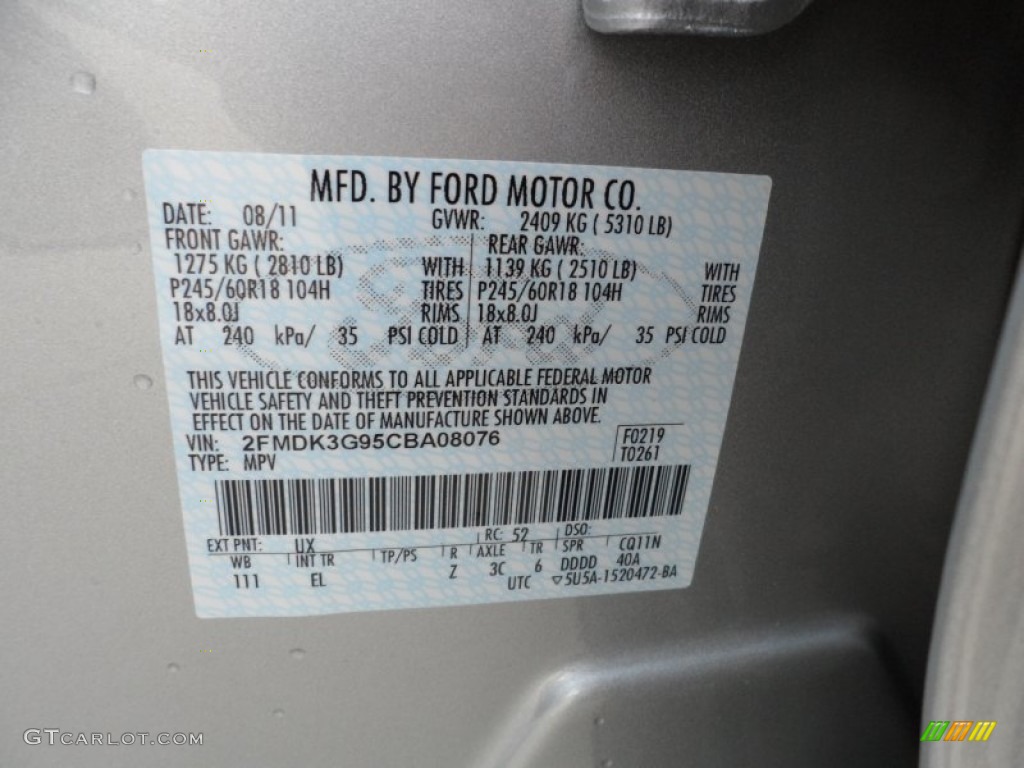 MFD. BY FORD MOTOR CO.
DATE: 08/11 GVWR: 2409 KG ( 5310 LB)
FRONT GAWR: REAR GAWR:
1275 KG ( 2810 LB) WITH 1139 KG ( 2510 LB) WITH
P245/60R18 104H TIRES P245/60R18 104H TIRES
18x8.0J RIMS 18x8.0J RIMS
AT 240 kPa/ 35 PSI COLD AT 240 kPa/ 35 PSI COLD
THIS VEHICLE CONFORMS TO ALL APPLICABLE FEDERAL MOTOR
VEHICLE SAFETY AND THEFT PREVENTION STANDARDS IN
EFFECT ON THE DATE OF MANUFACTURE SHOWN ABOVE.
VIN: 2FMDK3G95CBA08076 F0219
TYPE: MPV T0261
EXT PNT: UX RC: 52 DSO:
WB INT TR TP/PS R AXLE TR SPR CQ11N
111 EL Z 3C 6 DDDD 40A
UTC ▽5U5A-1520472-BA
GTCARLOT.COM